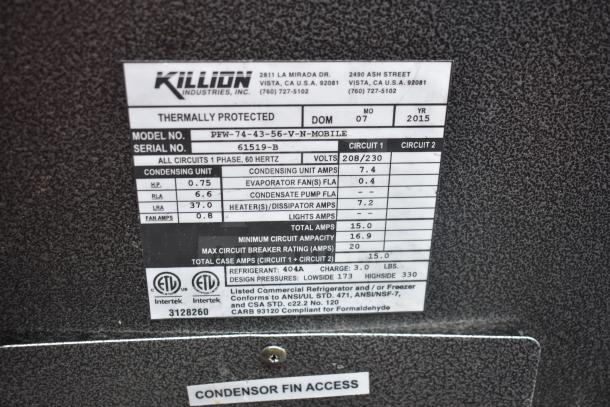 KILLION
INDUSTRIES, INC.
2811 LA MIRADA DR. 2490 ASH STREET
VISTA, CA U.S.A. 92081 VISTA, CA U.S.A. 92081
(760) 727-5102 (760) 727-5102
THERMALLY PROTECTED DOM MO 07 YR 2015
MODEL NO. PFW-74-43-56-V-N-MOBILE
SERIAL NO. 61519-B CIRCUIT 1 CIRCUIT 2
ALL CIRCUITS 1 PHASE, 60 HERTZ VOLTS 208/230
CONDENSING UNIT CONDENSING UNIT AMPS 7.4
H.P. 0.75 EVAPORATOR FAN(S) FLA 0.4
RLA 6.6 CONDENSATE PUMP FLA --
LRA 37.0 HEATER(S)/DISSIPATOR AMPS 7.2
FAN AMPS 0.8 LIGHTS AMPS --
TOTAL AMPS 15.0
MINIMUM CIRCUIT AMPACITY 16.9
MAX CIRCUIT BREAKER RATING (AMPS) 20
TOTAL CASE AMPS (CIRCUIT 1 + CIRCUIT 2) 15.0
REFRIGERANT: 404A CHARGE: 3.0 LBS.
DESIGN PRESSURES: LOWSIDE 173 HIGHSIDE 330
ETL ETL
C US
Intertek Intertek
3128260
Listed Commercial Refrigerator and / or Freezer
Conforms to ANSI/UL STD. 471, ANSI/NSF-7,
and CSA STD. c22.2 No. 120
CARB 93120 Compliant for Formaldehyde
CONDENSOR FIN ACCESS